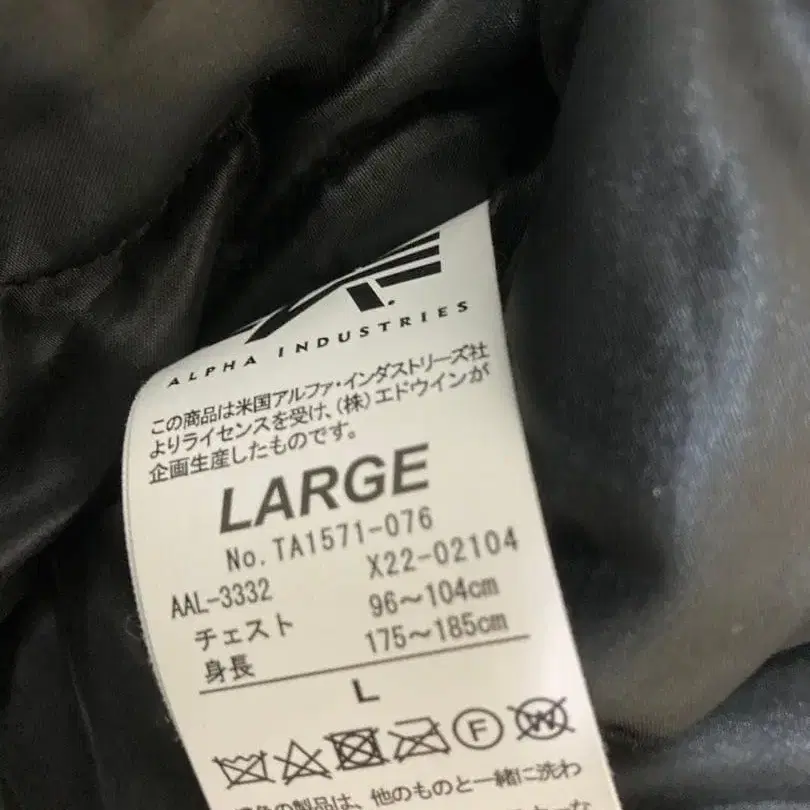 ALPHA INDUSTRIES
この商品は米国アルファ・インダストリーズ社
よりライセンスを受け、(株)エドウインが
企画生産したものです。
LARGE
No. TA1571-076
AAL-3332 X22-02104
チェスト 96～104cm
身長 175～185cm
L
F W
の製品は、他のものと一緒に洗わ